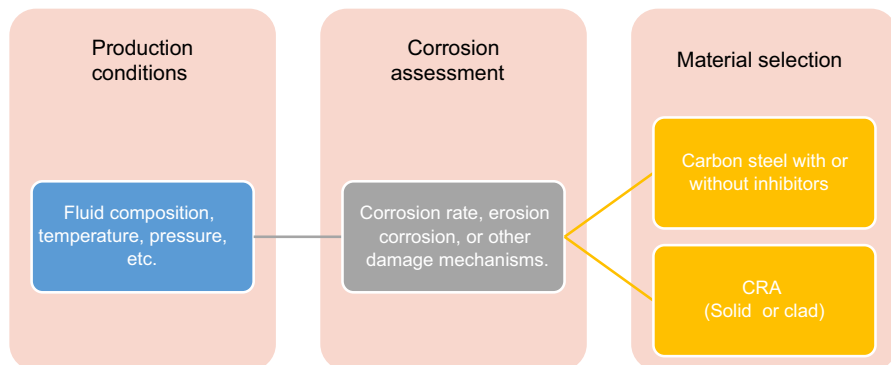 Production
conditions
Fluid composition,
temperature, pressure,
etc.
Corrosion
assessment
Corrosion rate, erosion
corrosion, or other
damage mechanisms.
Material selection
Carbon steel with or
without inhibitors
CRA
(Solid or clad)